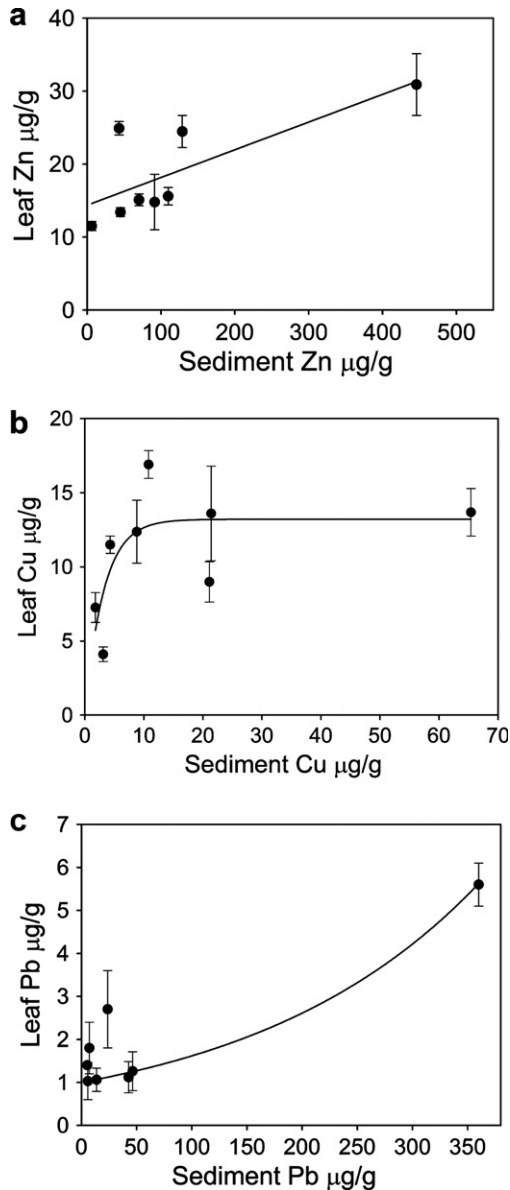 a
40
30
20
10
0
Leaf Zn μg/g
0 100 200 300 400 500
Sediment Zn μg/g
b
20
15
10
5
0
Leaf Cu μg/g
0 10 20 30 40 50 60 70
Sediment Cu μg/g
c
7
6
5
4
3
2
1
0
Leaf Pb μg/g
0 50 100 150 200 250 300 350
Sediment Pb μg/g